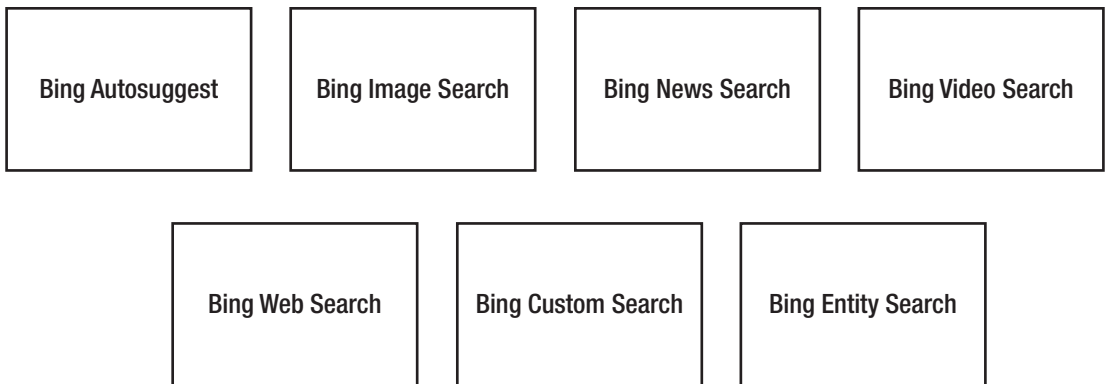 Bing Autosuggest
Bing Image Search
Bing News Search
Bing Video Search
Bing Web Search
Bing Custom Search
Bing Entity Search